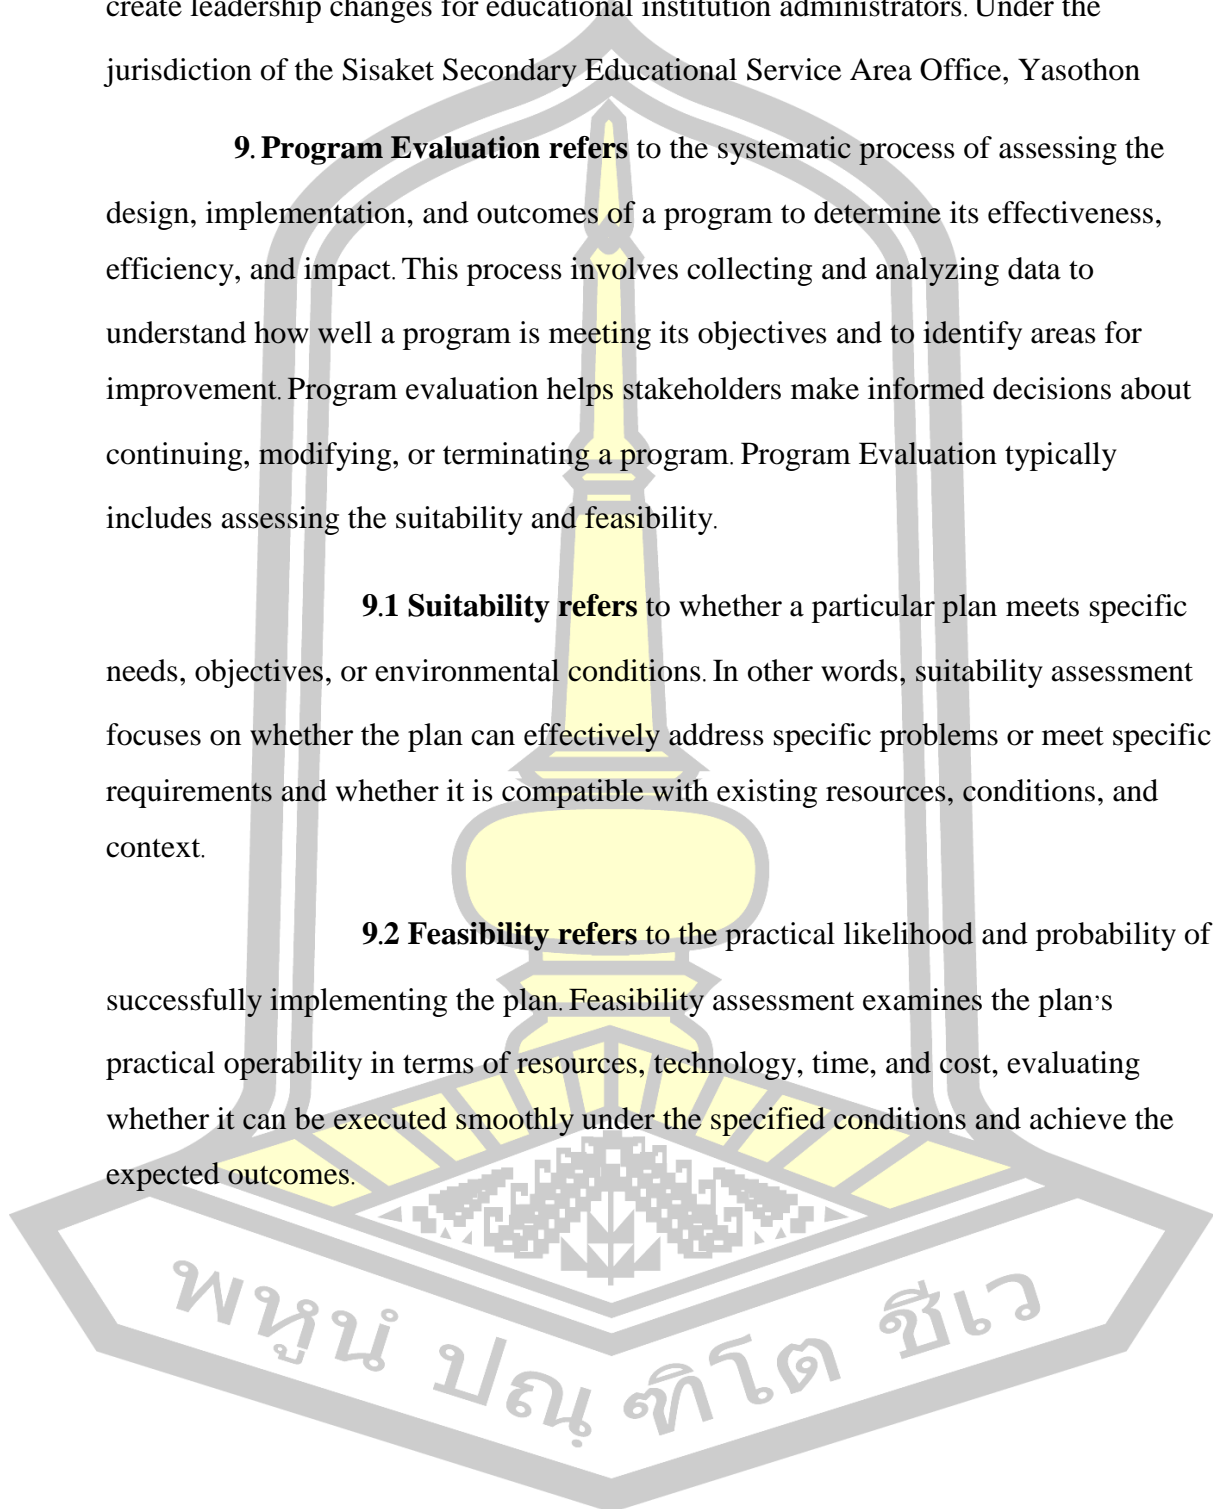 create leadership changes for educational institution administrators. Under the
jurisdiction of the Sisaket Secondary Educational Service Area Office, Yasothon
9. Program Evaluation refers to the systematic process of assessing the
design, implementation, and outcomes of a program to determine its effectiveness,
efficiency, and impact. This process involves collecting and analyzing data to
understand how well a program is meeting its objectives and to identify areas for
improvement. Program evaluation helps stakeholders make informed decisions about
continuing, modifying, or terminating a program. Program Evaluation typically
includes assessing the suitability and feasibility.
9.1 Suitability refers to whether a particular plan meets specific
needs, objectives, or environmental conditions. In other words, suitability assessment
focuses on whether the plan can effectively address specific problems or meet specific
requirements and whether it is compatible with existing resources, conditions, and
context.
9.2 Feasibility refers to the practical likelihood and probability of
successfully implementing the plan. Feasibility assessment examines the plan's
practical operability in terms of resources, technology, time, and cost, evaluating
whether it can be executed smoothly under the specified conditions and achieve the
expected outcomes.
พหูนํ ปณฺ ฑิโต ชีเว